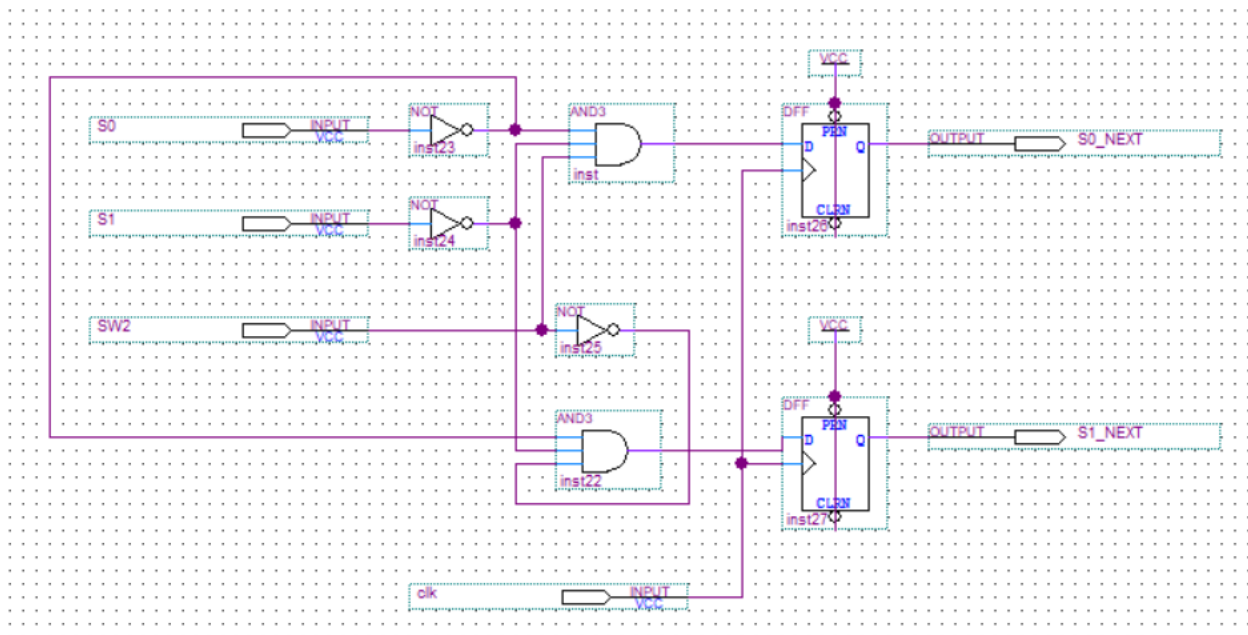 VCC
S0
INPUT
VCC
NOT
inst23
AND3
inst
DFF
PRN
D
Q
CLRN
inst26
OUTPUT
S0_NEXT
S1
INPUT
VCC
NOT
inst24
SW2
INPUT
VCC
NOT
inst25
VCC
AND3
inst22
DFF
PRN
D
Q
CLRN
inst27
OUTPUT
S1_NEXT
clk
INPUT
VCC